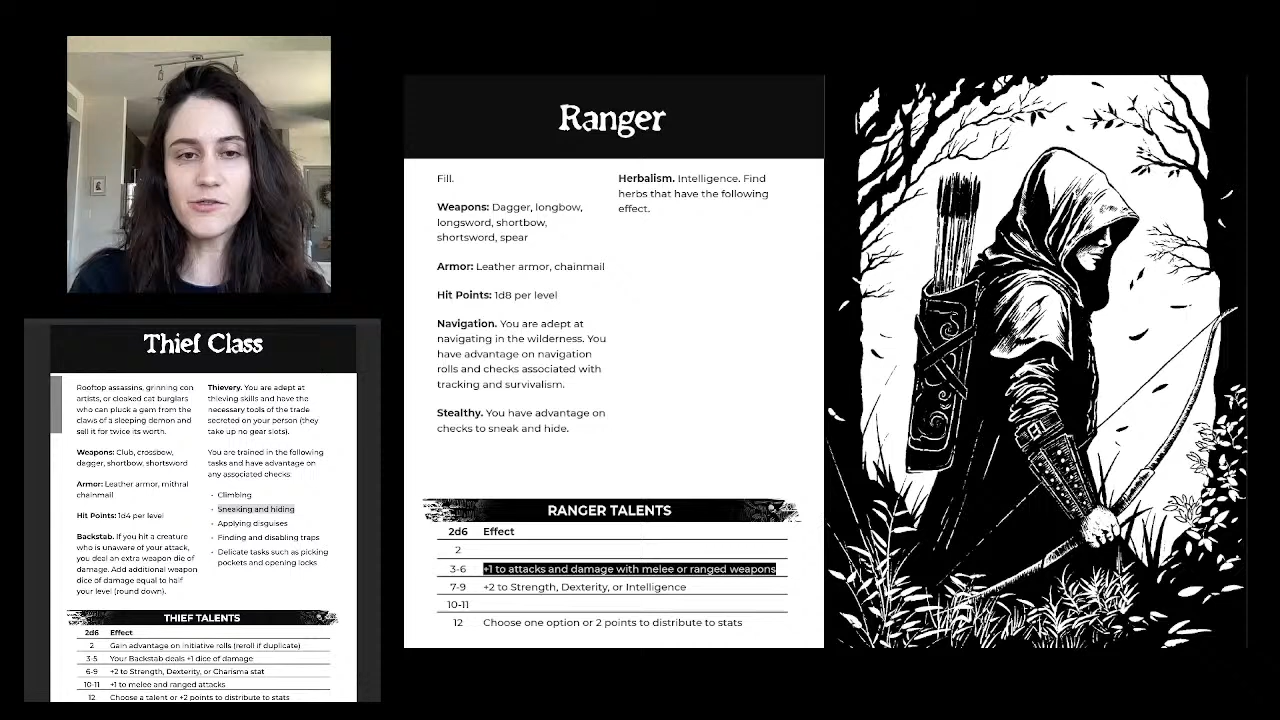 Thief Class
Rooftop assassins, grinning con
artists, or cloaked cat burglars
who can pluck a gem from the
claws of a sleeping demon and
sell it for twice its worth.
Weapons: Club, crossbow,
dagger, shortbow, shortsword
Armor: Leather armor, mithral
chainmail
Hit Points: 1d4 per level
Backstab. If you hit a creature
who is unaware of your attack,
you deal an extra weapon die of
damage. Add additional weapon
dice of damage equal to half
your level (round down).
Thievery. You are adept at
thieving skills and have the
necessary tools of the trade
secreted on your person (they
take up no gear slots).
You are trained in the following
tasks and have advantage on
any associated checks:
• Climbing
• Sneaking and hiding
• Applying disguises
• Finding and disabling traps
• Delicate tasks such as picking
pockets and opening locks
THIEF TALENTS
2d6 Effect
2 Gain advantage on initiative rolls (reroll if duplicate)
3-5 Your Backstab deals +1 dice of damage
6-9 +2 to Strength, Dexterity, or Charisma stat
10-11 +1 to melee and ranged attacks
12 Choose a talent or +2 points to distribute to stats
Ranger
Fill.
Weapons: Dagger, longbow,
longsword, shortbow,
shortsword, spear
Armor: Leather armor, chainmail
Hit Points: 1d8 per level
Navigation. You are adept at
navigating in the wilderness. You
have advantage on navigation
rolls and checks associated with
tracking and survivalism.
Stealthy. You have advantage on
checks to sneak and hide.
Herbalism. Intelligence. Find
herbs that have the following
effect.
RANGER TALENTS
2d6 Effect
2
3-6 +1 to attacks and damage with melee or ranged weapons
7-9 +2 to Strength, Dexterity, or Intelligence
10-11
12 Choose one option or 2 points to distribute to stats